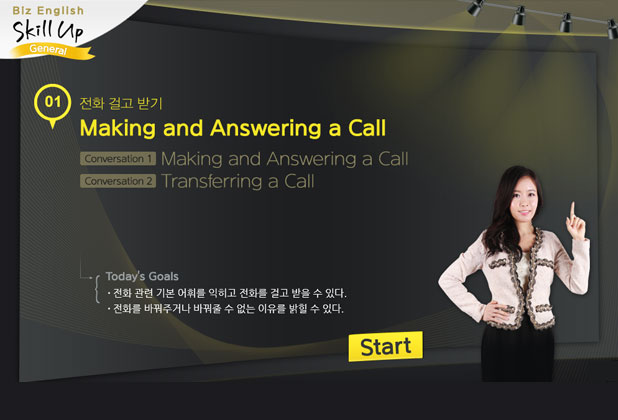 Biz English
Skill Up
General
01
전화 걸고 받기
Making and Answering a Call
Conversation 1 Making and Answering a Call
Conversation 2 Transferring a Call
Today's Goals
· 전화 관련 기본 어휘를 익히고 전화를 걸고 받을 수 있다.
· 전화를 바꿔주거나 바꿔줄 수 없는 이유를 밝힐 수 있다.
Start